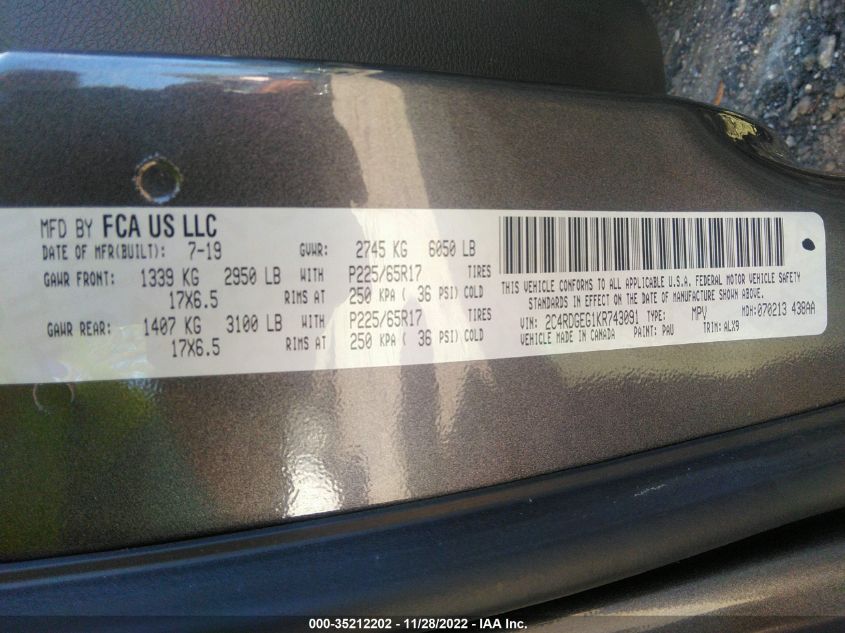 MFD BY FCA US LLC
DATE OF MFR(BUILT): 7-19 GVWR: 2745 KG 6050 LB
GAWR FRONT: 1339 KG 2950 LB WITH P225/65R17 TIRES
17X6.5 RIMS AT 250 KPA ( 36 PSI) COLD
GAWR REAR: 1407 KG 3100 LB WITH P225/65R17 TIRES
17X6.5 RIMS AT 250 KPA ( 36 PSI) COLD
THIS VEHICLE CONFORMS TO ALL APPLICABLE U.S.A. FEDERAL MOTOR VEHICLE SAFETY
STANDARDS IN EFFECT ON THE DATE OF MANUFACTURE SHOWN ABOVE.
VIN: 2C4RDGEG1KR743091 TYPE: MPV MDH: 070213 438AA
VEHICLE MADE IN CANADA PAINT: PAU TRIM: ALX9
000-35212202 - 11/28/2022 - IAA Inc.